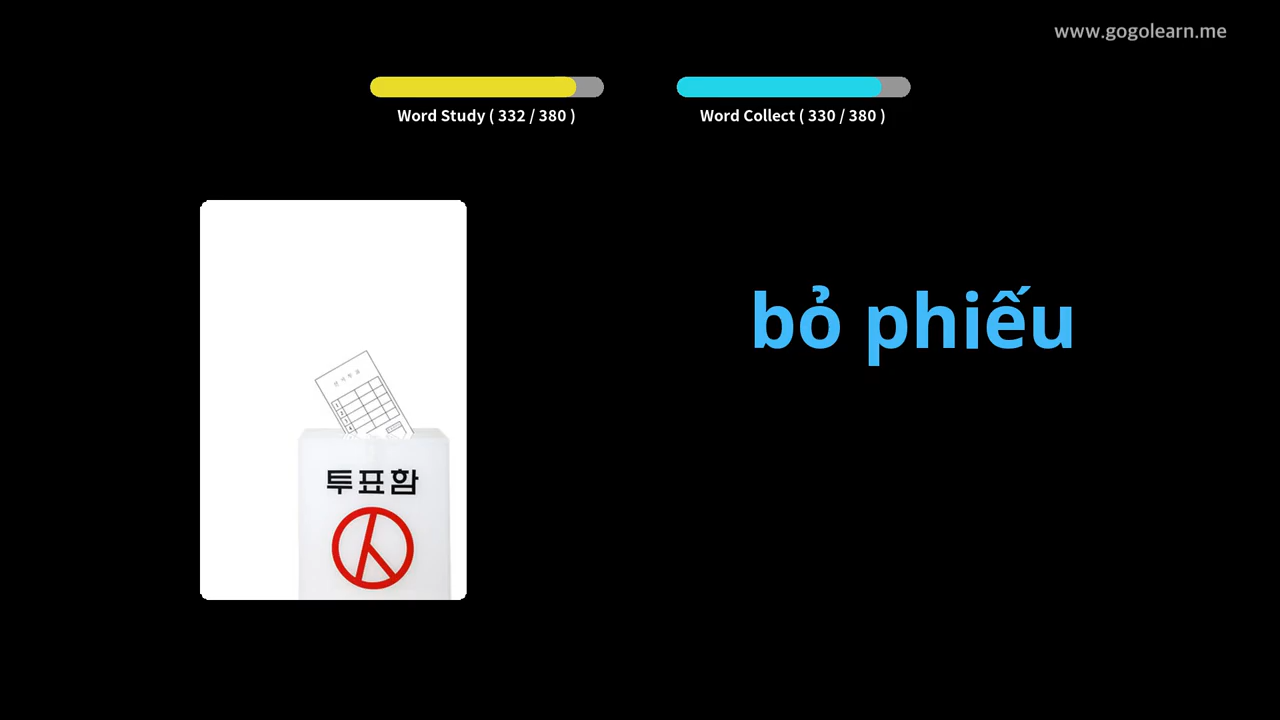 www.gogolearn.me
Word Study ( 332 / 380 )
Word Collect ( 330 / 380 )
bỏ phiếu
투표함